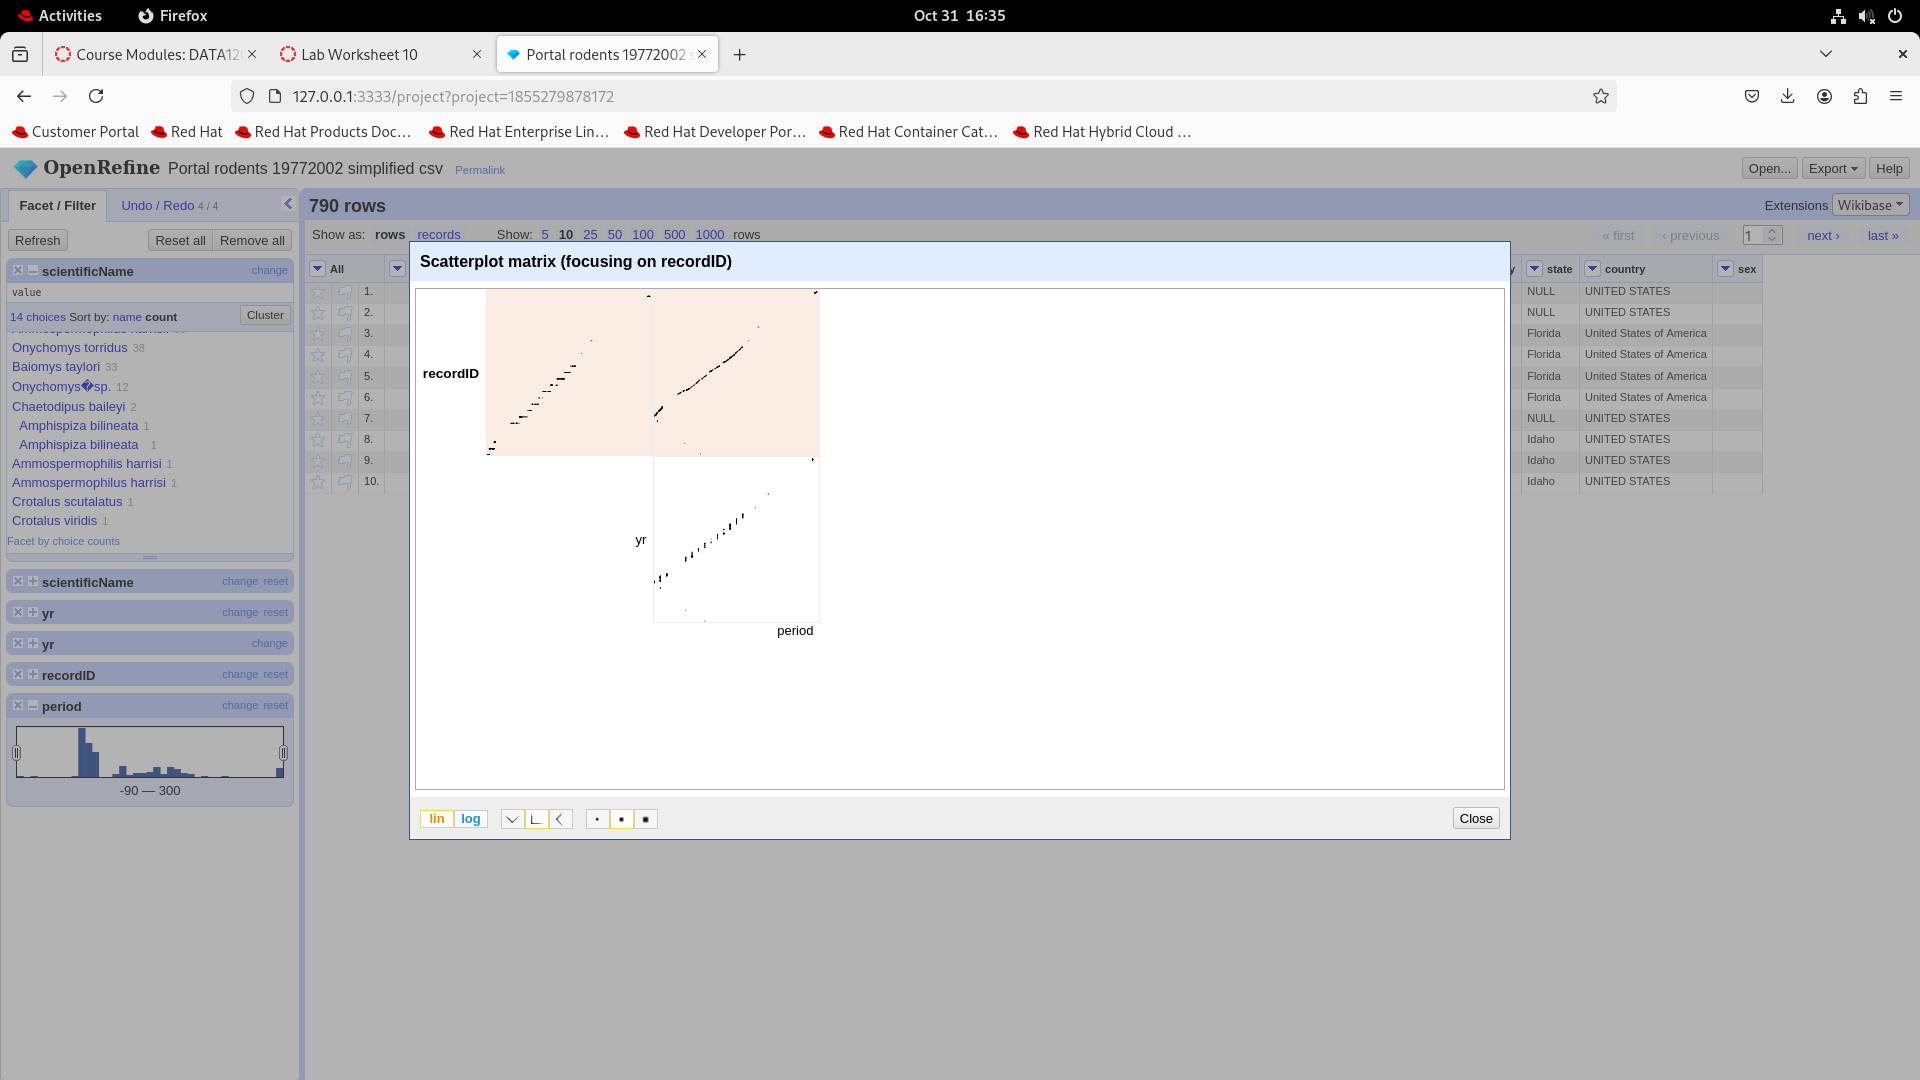 Activities Firefox Oct 31 16:35
Course Modules: DATA12 Lab Worksheet 10 Portal rodents 19772002
127.0.0.1:3333/project?project=1855279878172
Customer Portal Red Hat Red Hat Products Doc… Red Hat Enterprise Lin… Red Hat Developer Por… Red Hat Container Cat… Red Hat Hybrid Cloud …
OpenRefine Portal rodents 19772002 simplified csv Permalink Open... Export Help
Facet / Filter Undo / Redo 4 / 4 790 rows Extensions Wikibase
Refresh Reset all Remove all Show as: rows records Show: 5 10 25 50 100 500 1000 rows « first ‹ previous 1 next › last »
scientificName change
value
14 choices Sort by: name count Cluster
Onychomys torridus 38
Baiomys taylori 33
Onychomys�sp. 12
Chaetodipus baileyi 2
Amphispiza bilineata 1
Amphispiza bilineata 1
Ammospermophilis harrisi 1
Ammospermophilus harrisi 1
Crotalus scutalatus 1
Crotalus viridis 1
Facet by choice counts
scientificName change reset
yr change reset
yr change
recordID change reset
period change reset
-90 — 300
All y state country sex
1. NULL UNITED STATES
2. NULL UNITED STATES
3. Florida United States of America
4. Florida United States of America
5. Florida United States of America
6. Florida United States of America
7. NULL UNITED STATES
8. Idaho UNITED STATES
9. Idaho UNITED STATES
10. Idaho UNITED STATES
Scatterplot matrix (focusing on recordID)
recordID
yr
period
lin log Close